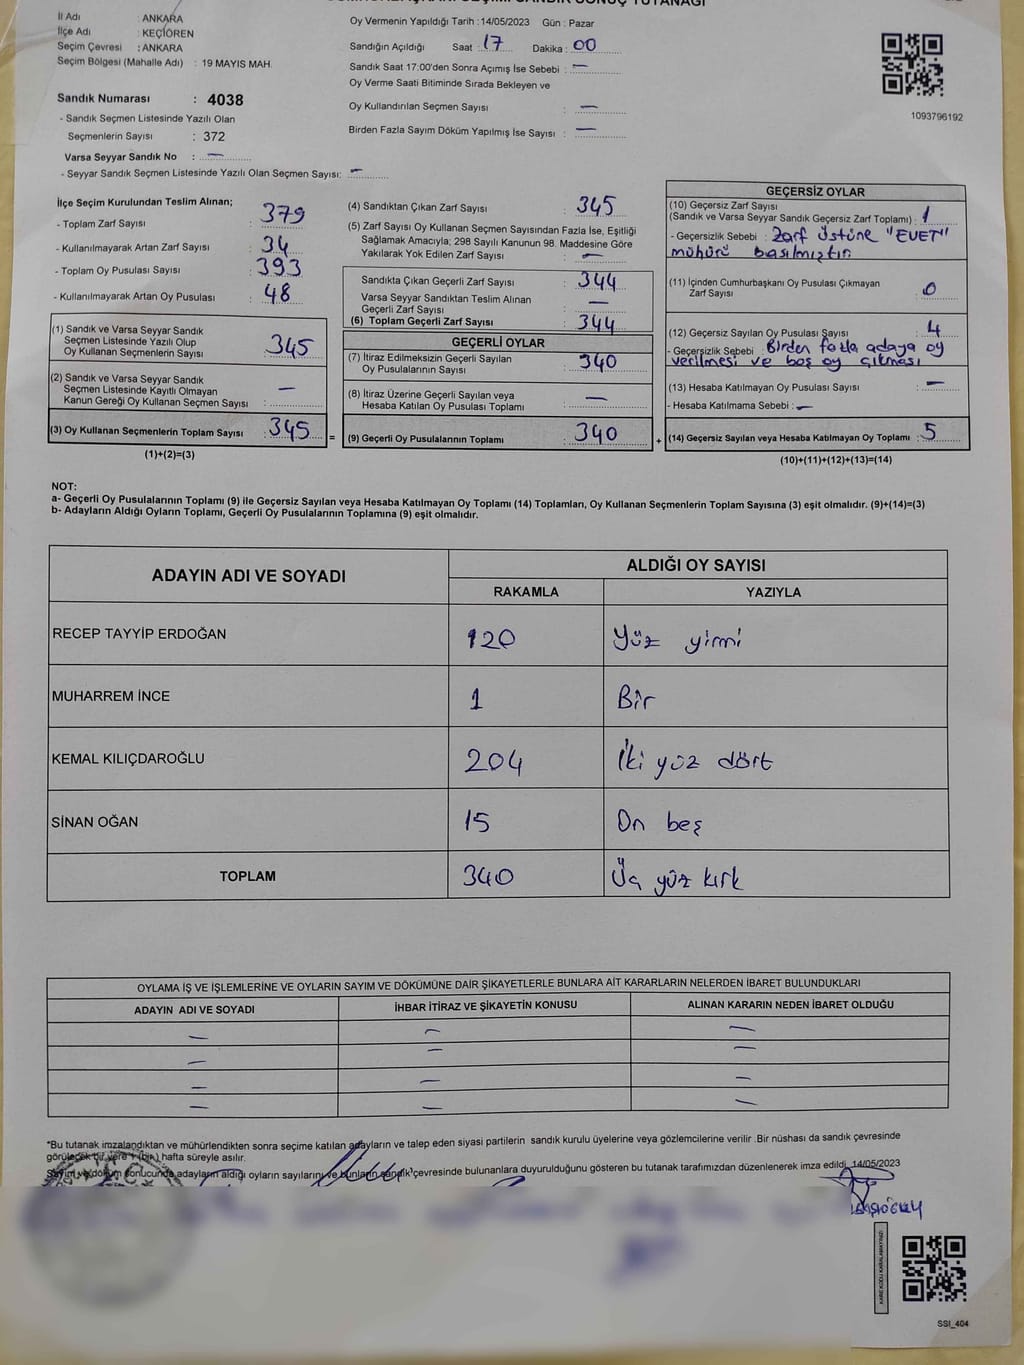 İl Adı : ANKARA
İlçe Adı : KEÇİÖREN
Seçim Çevresi : ANKARA
Seçim Bölgesi (Mahalle Adı) : 19 MAYIS MAH.
Sandık Numarası : 4038
- Sandık Seçmen Listesinde Yazılı Olan
Seçmenlerin Sayısı : 372
Varsa Seyyar Sandık No : —
- Seyyar Sandık Seçmen Listesinde Yazılı Olan Seçmen Sayısı: —
Oy Vermenin Yapıldığı Tarih : 14/05/2023 Gün : Pazar
Sandığın Açıldığı Saat : 17 Dakika : 00
Sandık Saat 17:00'den Sonra Açımış İse Sebebi : —
Oy Verme Saati Bitiminde Sırada Bekleyen ve
Oy Kullandırılan Seçmen Sayısı : —
Birden Fazla Sayım Döküm Yapılmış İse Sayısı : —
1093796192
İlçe Seçim Kurulundan Teslim Alınan;
- Toplam Zarf Sayısı : 379
- Kullanılmayarak Artan Zarf Sayısı : 34
- Toplam Oy Pusulası Sayısı : 393
- Kullanılmayarak Artan Oy Pusulası : 48
(1) Sandık ve Varsa Seyyar Sandık
Seçmen Listesinde Yazılı Olup
Oy Kullanan Seçmenlerin Sayısı : 345
(2) Sandık ve Varsa Seyyar Sandık
Seçmen Listesinde Kayıtlı Olmayan
Kanun Gereği Oy Kullanan Seçmen Sayısı : —
(3) Oy Kullanan Seçmenlerin Toplam Sayısı : 345 =
(1)+(2)=(3)
(4) Sandıktan Çıkan Zarf Sayısı : 345
(5) Zarf Sayısı Oy Kullanan Seçmen Sayısından Fazla İse, Eşitliği
Sağlamak Amacıyla; 298 Sayılı Kanunun 98. Maddesine Göre
Yakılarak Yok Edilen Zarf Sayısı : —
Sandıkta Çıkan Geçerli Zarf Sayısı : 344
Varsa Seyyar Sandıktan Teslim Alınan
Geçerli Zarf Sayısı : —
(6) Toplam Geçerli Zarf Sayısı : 344
GEÇERLİ OYLAR
(7) İtiraz Edilmeksizin Geçerli Sayılan
Oy Pusulalarının Sayısı : 340
(8) İtiraz Üzerine Geçerli Sayılan veya
Hesaba Katılan Oy Pusulası Toplamı : —
(9) Geçerli Oy Pusulalarının Toplamı : 340 +
GEÇERSİZ OYLAR
(10) Geçersiz Zarf Sayısı
(Sandık ve Varsa Seyyar Sandık Geçersiz Zarf Toplamı) : 1
- Geçersizlik Sebebi : Zarf üstüne "EVET"
mühürü basılmıştır
(11) İçinden Cumhurbaşkanı Oy Pusulası Çıkmayan
Zarf Sayısı : 0
(12) Geçersiz Sayılan Oy Pusulası Sayısı : 4
- Geçersizlik Sebebi : Birden fazla adaya oy
verilmesi ve boş oy çıkması
(13) Hesaba Katılmayan Oy Pusulası Sayısı : —
- Hesaba Katılmama Sebebi : —
(14) Geçersiz Sayılan veya Hesaba Katılmayan Oy Toplamı : 5
(10)+(11)+(12)+(13)=(14)
NOT:
a- Geçerli Oy Pusulalarının Toplamı (9) ile Geçersiz Sayılan veya Hesaba Katılmayan Oy Toplamı (14) Toplamları, Oy Kullanan Seçmenlerin Toplam Sayısına (3) eşit olmalıdır. (9)+(14)=(3)
b- Adayların Aldığı Oyların Toplamı, Geçerli Oy Pusulalarının Toplamına (9) eşit olmalıdır.
ADAYIN ADI VE SOYADI ALDIĞI OY SAYISI
RAKAMLA YAZIYLA
RECEP TAYYİP ERDOĞAN 120 Yüz yirmi
MUHARREM İNCE 1 Bir
KEMAL KILIÇDAROĞLU 204 İki yüz dört
SİNAN OĞAN 15 On beş
TOPLAM 340 Üç yüz kırk
OYLAMA İŞ VE İŞLEMLERİNE VE OYLARIN SAYIM VE DÖKÜMÜNE DAİR ŞİKAYETLERLE BUNLARA AİT KARARLARIN NELERDEN İBARET BULUNDUKLARI
ADAYIN ADI VE SOYADI İHBAR İTİRAZ VE ŞİKAYETİN KONUSU ALINAN KARARIN NEDEN İBARET OLDUĞU
— — —
— — —
— — —
— — —
*Bu tutanak imzalandıktan ve mühürlendikten sonra seçime katılan adayların ve talep eden siyasi partilerin sandık kurulu üyelerine veya gözlemcilerine verilir .Bir nüshası da sandık çevresinde
görülecek bir yere 1 (bir) hafta süreyle asılır.
Sayım ve döküm sonucunda adayların aldığı oyların sayılarını ve bunların sandık çevresinde bulunanlara duyurulduğunu gösteren bu tutanak tarafımızdan düzenlenerek imza edildi. 14/05/2023
KARE KODU KARALAMAYINIZ!
SSI_404